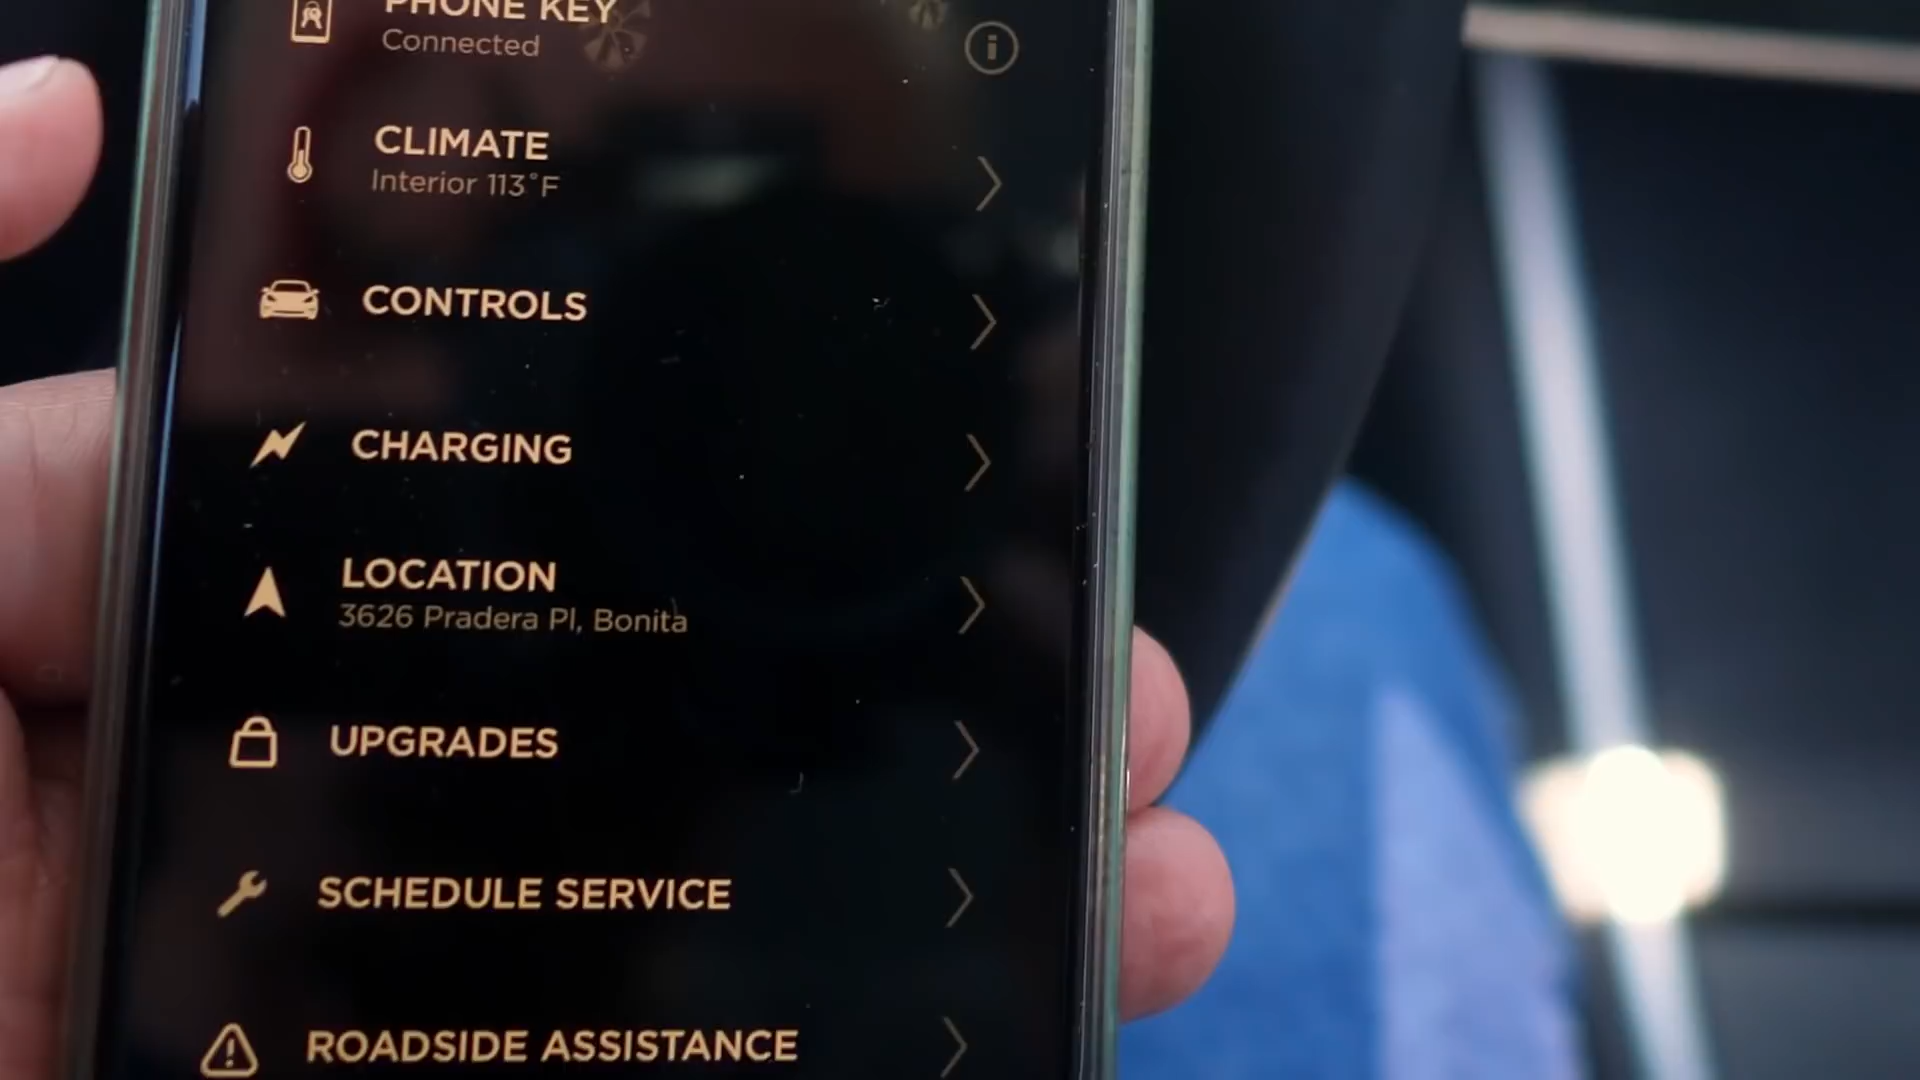 PHONE KEY
Connected
CLIMATE
Interior 113°F
CONTROLS
CHARGING
LOCATION
3626 Pradera Pl, Bonita
UPGRADES
SCHEDULE SERVICE
ROADSIDE ASSISTANCE